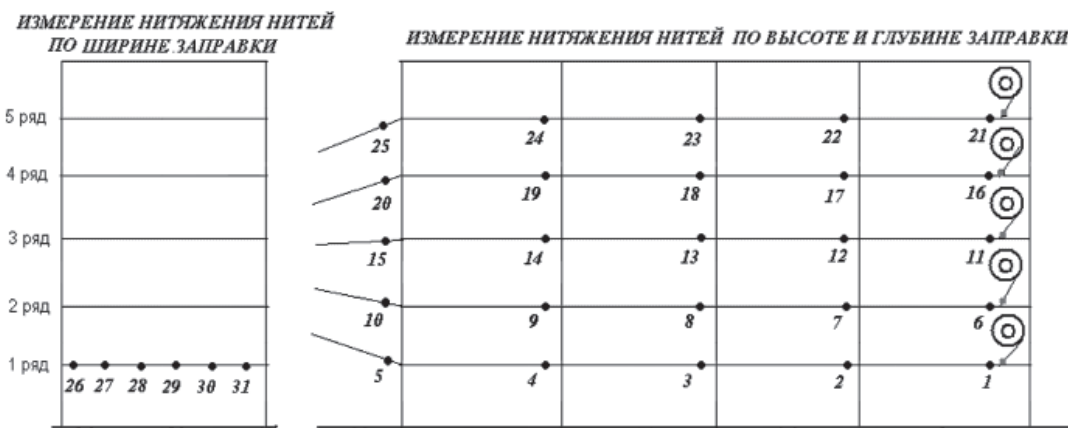 ИЗМЕРЕНИЕ НИТЯЖЕНИЯ НИТЕЙ
ПО ШИРИНЕ ЗАПРАВКИ
ИЗМЕРЕНИЕ НИТЯЖЕНИЯ НИТЕЙ ПО ВЫСОТЕ И ГЛУБИНЕ ЗАПРАВКИ
5 ряд
25 24 23 22 21
4 ряд
20 19 18 17 16
3 ряд
15 14 13 12 11
2 ряд
10 9 8 7 6
1 ряд
26 27 28 29 30 31
5 4 3 2 1